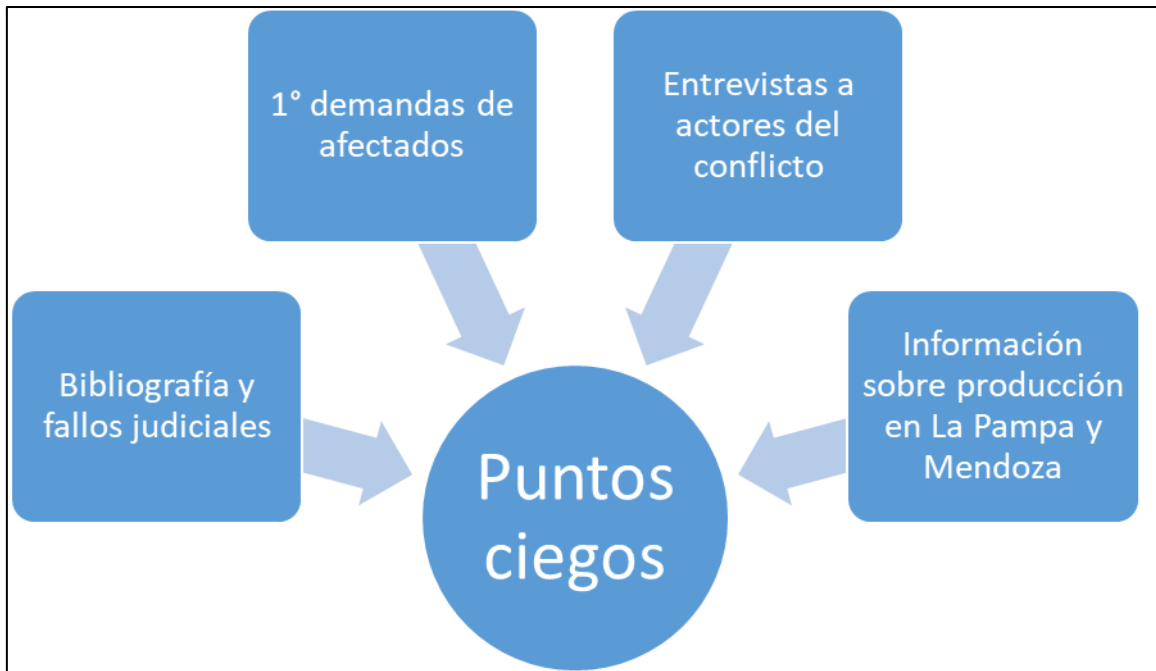 1° demandas de
afectados
Entrevistas a
actores del
conflicto
Bibliografía y
fallos judiciales
Información
sobre producción
en La Pampa y
Mendoza
Puntos
ciegos